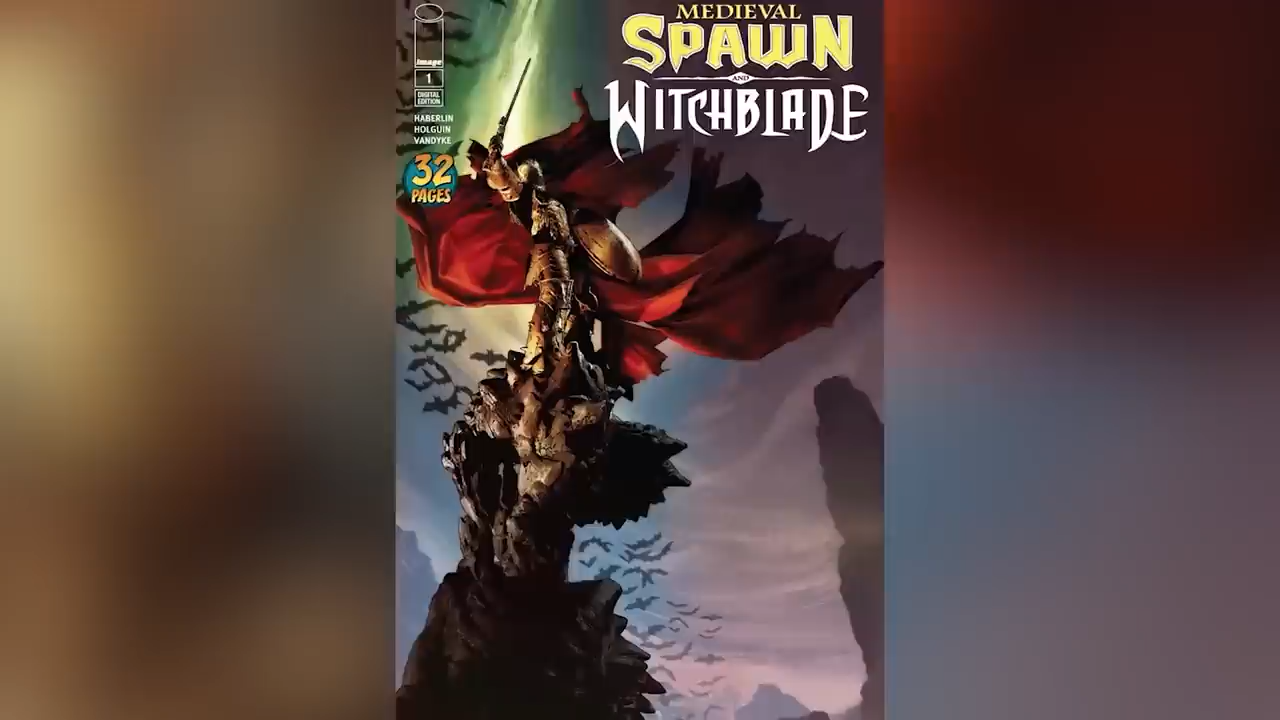 MEDIEVAL
SPAWN
AND
WITCHBLADE
image
1
DIGITAL
EDITION
HABERLIN
HOLGUIN
VANDYKE
32
PAGES